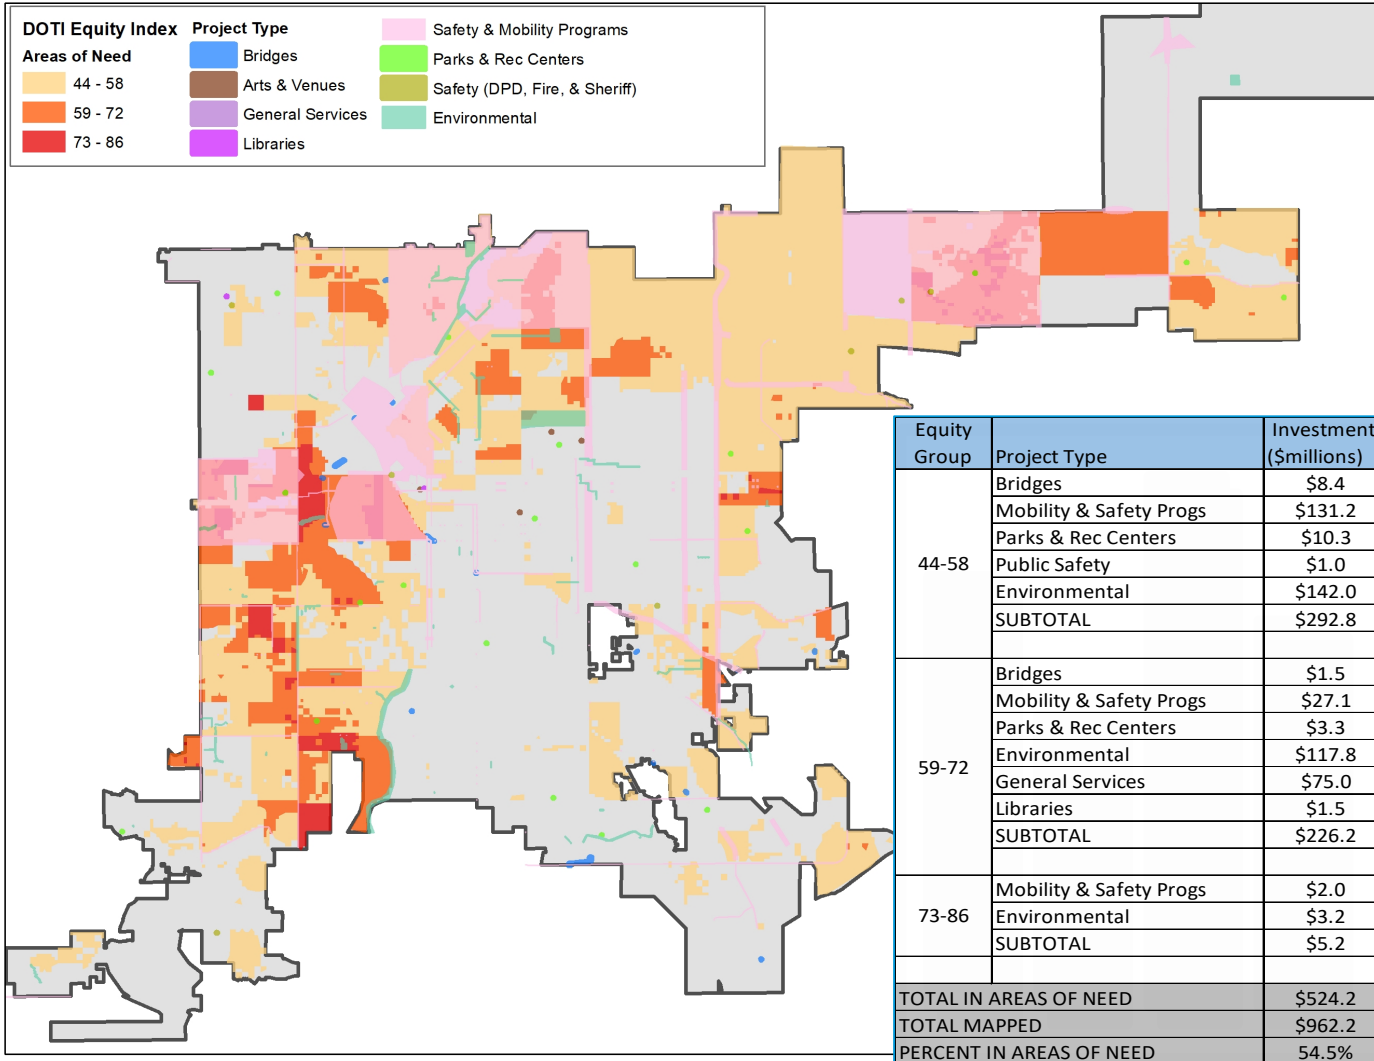 DOTI Equity Index
Areas of Need
44 - 58
59 - 72
73 - 86
Project Type
Bridges
Arts & Venues
General Services
Libraries
Safety & Mobility Programs
Parks & Rec Centers
Safety (DPD, Fire, & Sheriff)
Environmental
Equity Group Project Type Investment ($millions)
44-58
Bridges $8.4
Mobility & Safety Progs $131.2
Parks & Rec Centers $10.3
Public Safety $1.0
Environmental $142.0
SUBTOTAL $292.8
59-72
Bridges $1.5
Mobility & Safety Progs $27.1
Parks & Rec Centers $3.3
Environmental $117.8
General Services $75.0
Libraries $1.5
SUBTOTAL $226.2
73-86
Mobility & Safety Progs $2.0
Environmental $3.2
SUBTOTAL $5.2
TOTAL IN AREAS OF NEED $524.2
TOTAL MAPPED $962.2
PERCENT IN AREAS OF NEED 54.5%